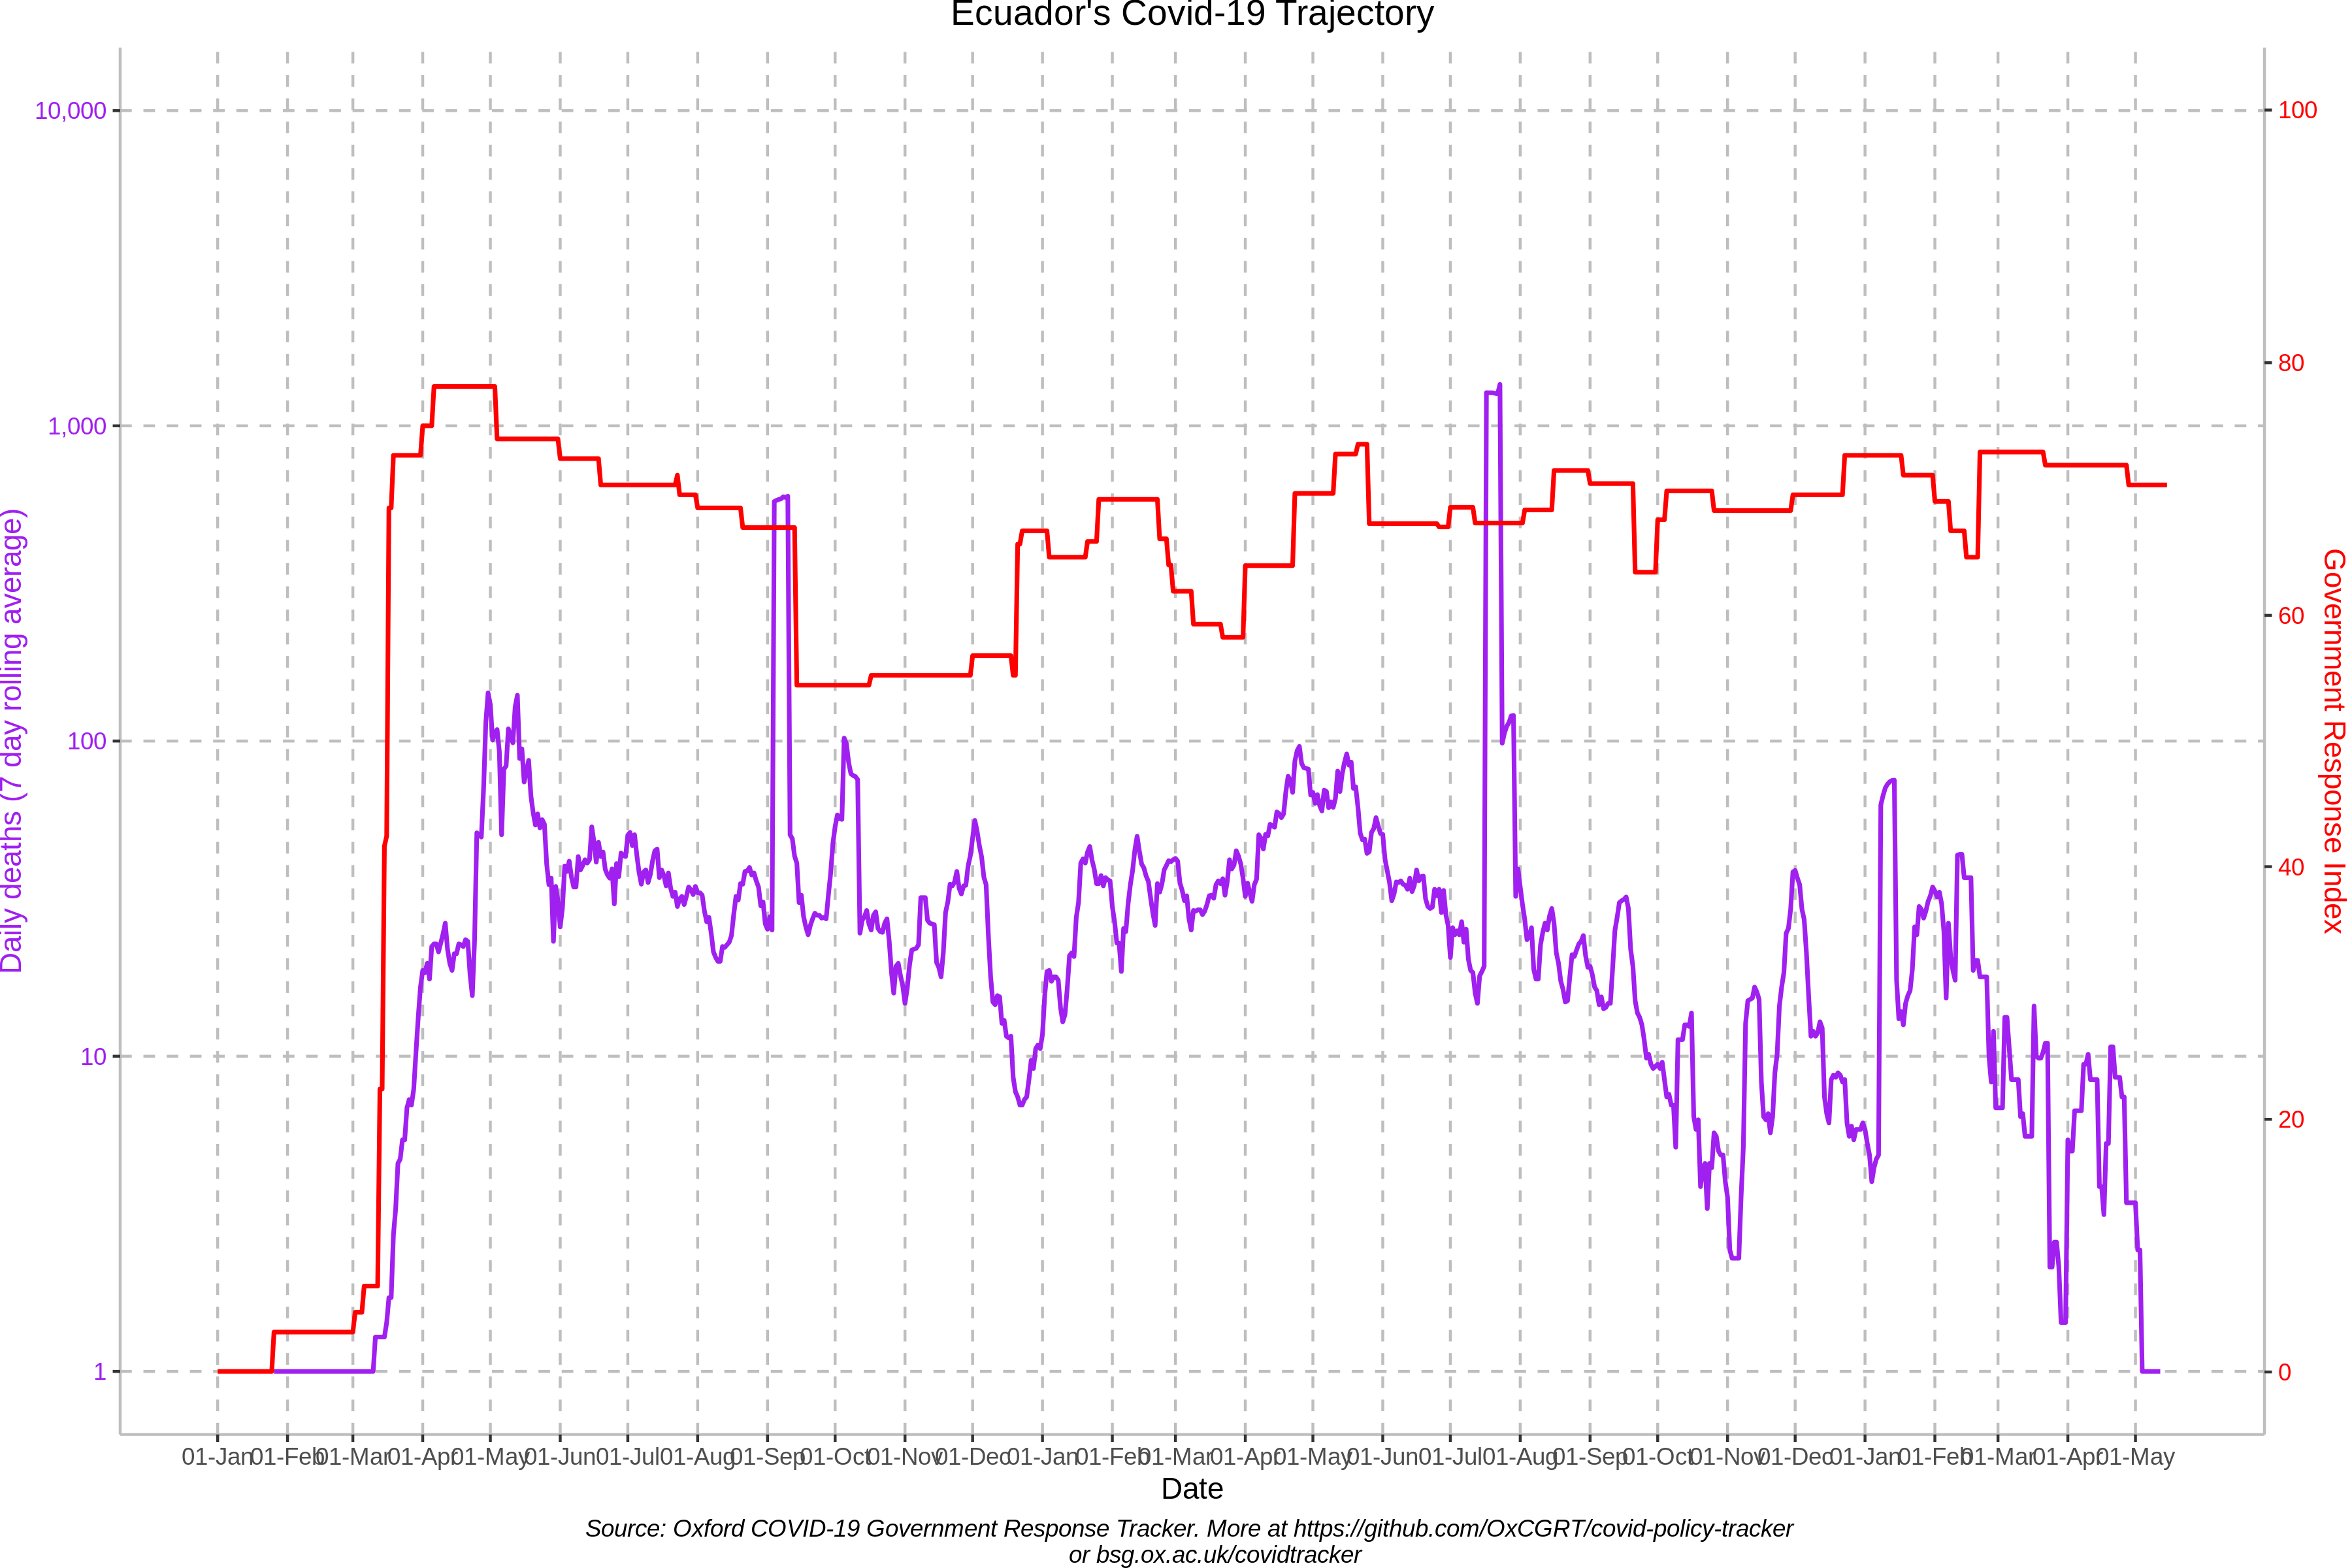 Ecuador's Covid-19 Trajectory
10,000
1,000
100
10
1
Daily deaths (7 day rolling average)
100
80
60
40
20
0
Government Response Index
01-Jan 01-Feb 01-Mar 01-Apr 01-May 01-Jun 01-Jul 01-Aug 01-Sep 01-Oct 01-Nov 01-Dec 01-Jan 01-Feb 01-Mar 01-Apr 01-May 01-Jun 01-Jul 01-Aug 01-Sep 01-Oct 01-Nov 01-Dec 01-Jan 01-Feb 01-Mar 01-Apr 01-May
Date
Source: Oxford COVID-19 Government Response Tracker. More at https://github.com/OxCGRT/covid-policy-tracker
or bsg.ox.ac.uk/covidtracker